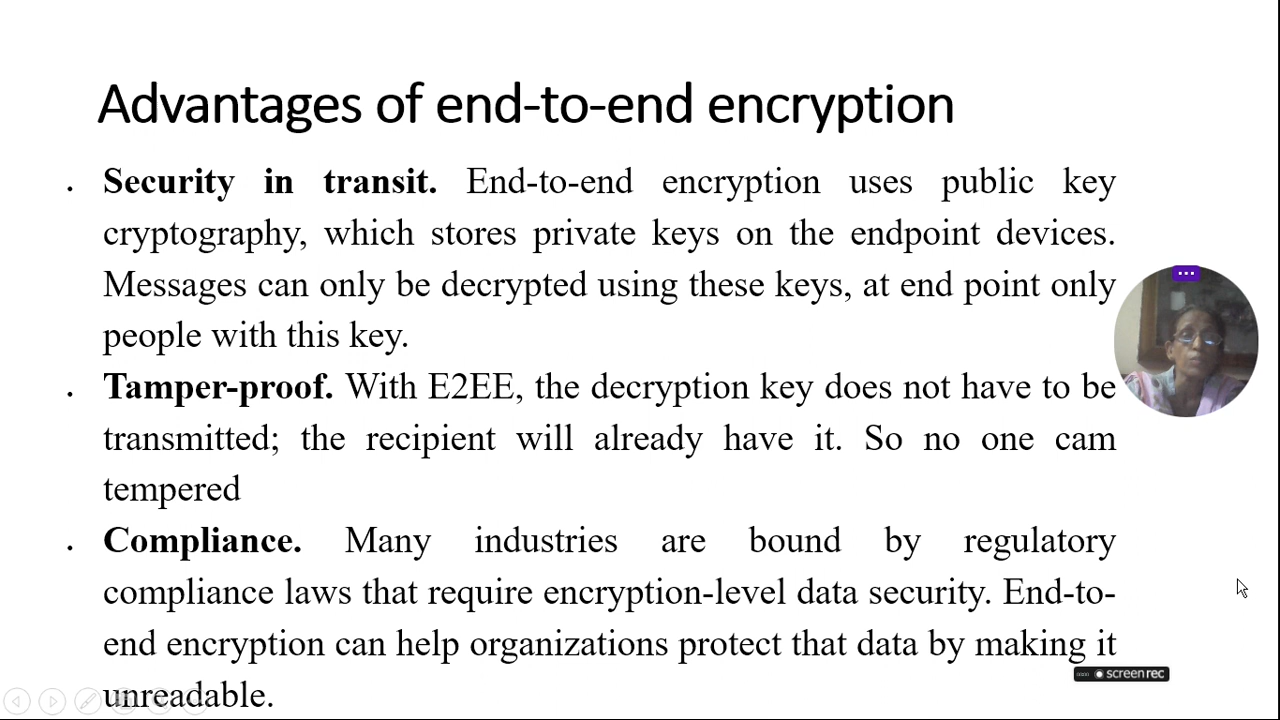 Advantages of end-to-end encryption
Security in transit. End-to-end encryption uses public key
cryptography, which stores private keys on the endpoint devices.
Messages can only be decrypted using these keys, at end point only
people with this key.
Tamper-proof. With E2EE, the decryption key does not have to be
transmitted; the recipient will already have it. So no one cam
tempered
Compliance. Many industries are bound by regulatory
compliance laws that require encryption-level data security. End-to-
end encryption can help organizations protect that data by making it
unreadable.
screenrec